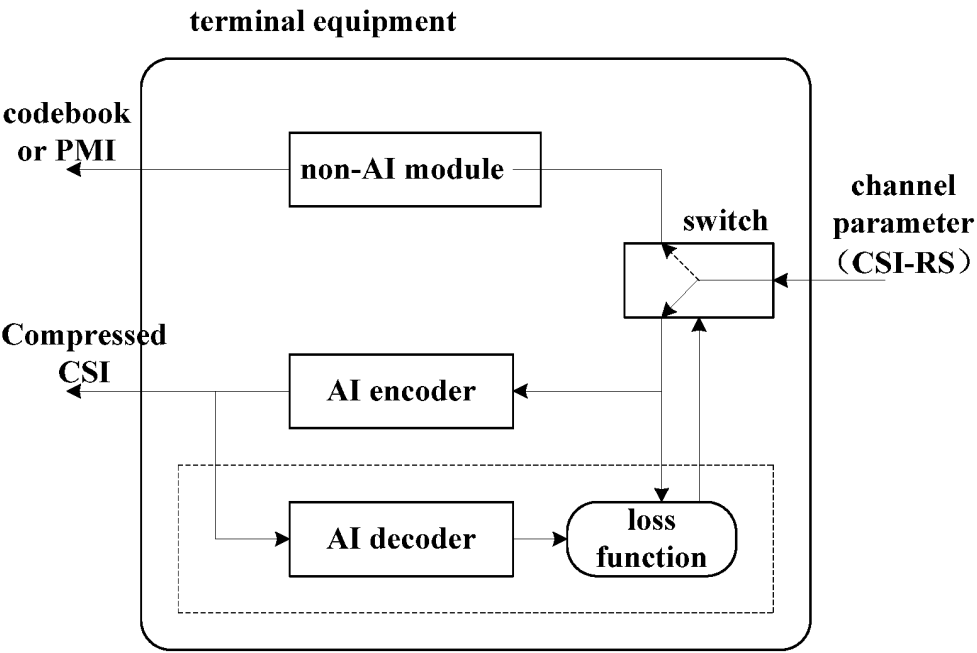 terminal equipment
codebook
or PMI
non-AI module
channel
parameter
（CSI-RS）
switch
Compressed
CSI
AI encoder
AI decoder
loss
function